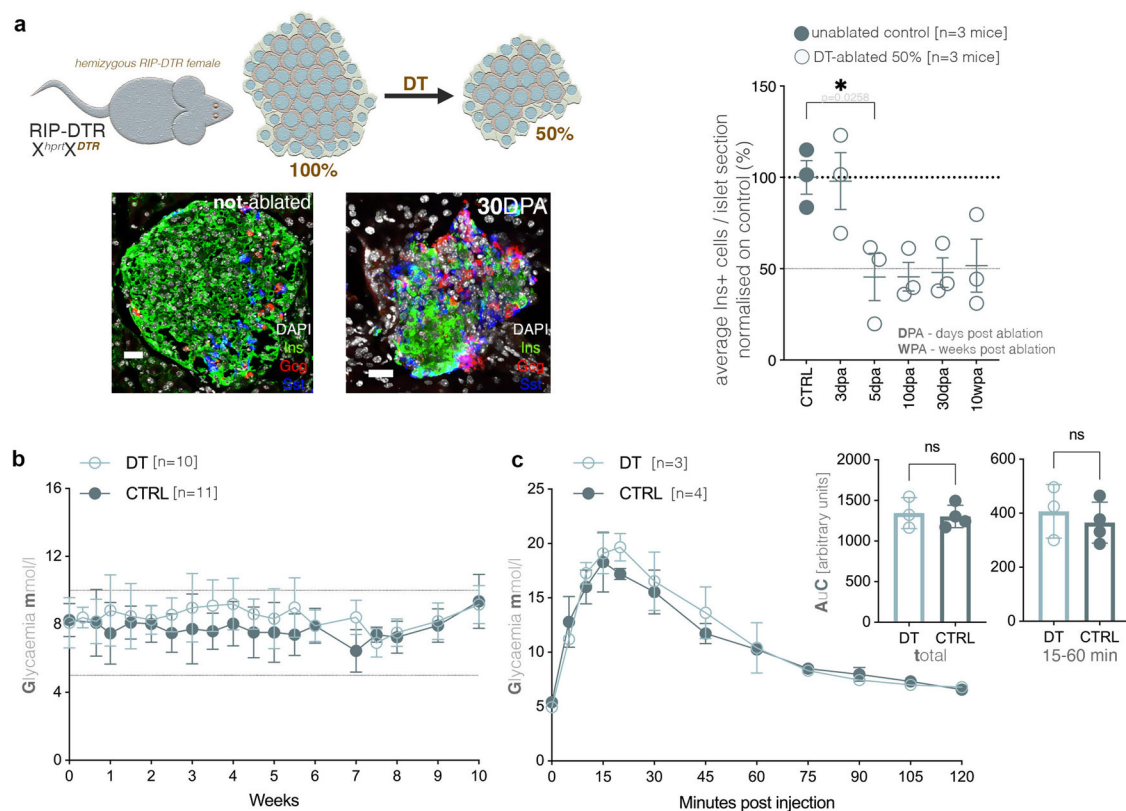 a
hemizygous RIP-DTR female
RIP-DTR
XhprtXDTR
100%
DT
50%
not-ablated
DAPI
Ins
Gcg
Sst
30DPA
DAPI
Ins
Gcg
Sst
unablated control [n=3 mice]
DT-ablated 50% [n=3 mice]
*
p=0.0258
average Ins+ cells / islet section
normalised on control (%)
150
100
50
0
DPA - days post ablation
WPA - weeks post ablation
CTRL
3dpa
5dpa
10dpa
30dpa
10wpa
b
DT [n=10]
CTRL [n=11]
Glycaemia mmol/l
16
12
8
4
0
0 1 2 3 4 5 6 7 8 9 10
Weeks
c
DT [n=3]
CTRL [n=4]
Glycaemia mmol/l
25
20
15
10
5
0
0 15 30 45 60 75 90 105 120
Minutes post injection
AuC [arbitrary units]
ns
2000
1500
1000
500
0
DT CTRL
total
ns
600
400
200
0
DT CTRL
15-60 min